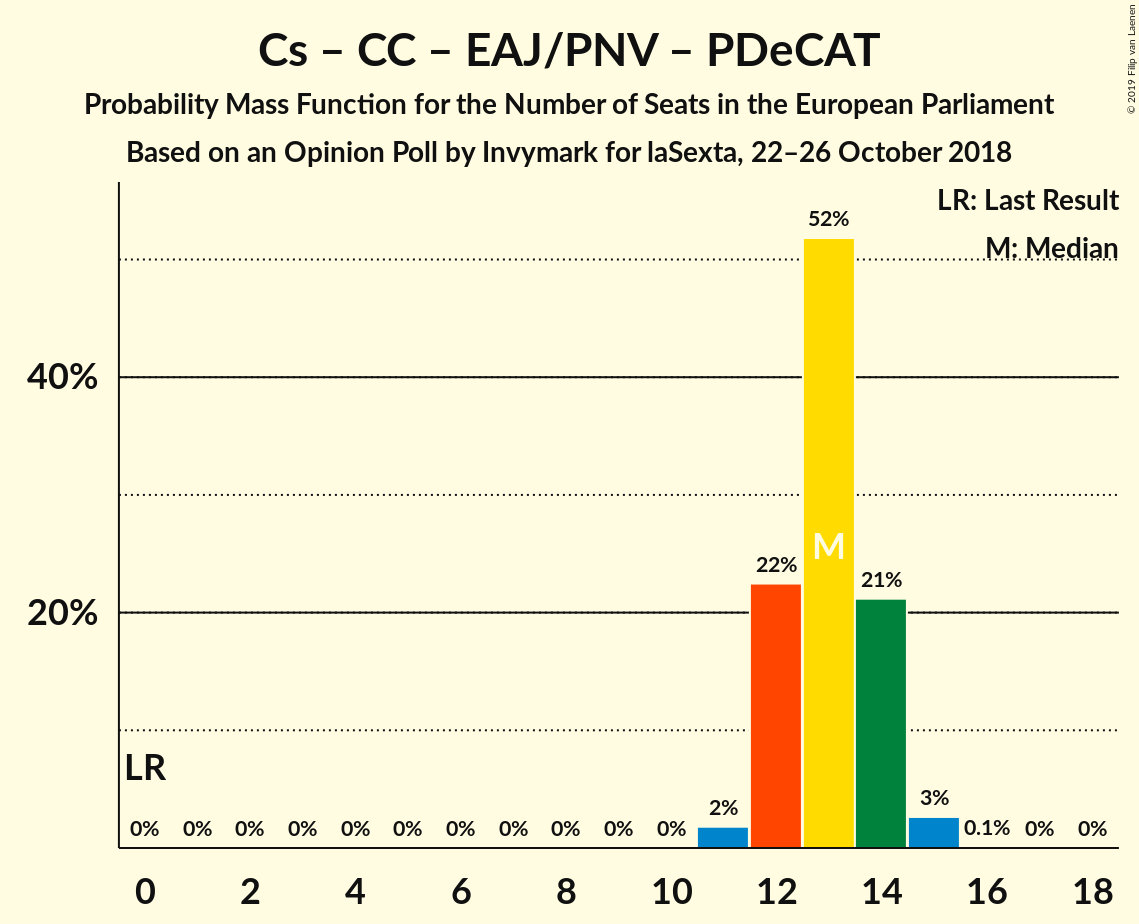 Cs – CC – EAJ/PNV – PDeCAT
Probability Mass Function for the Number of Seats in the European Parliament
Based on an Opinion Poll by Invymark for laSexta, 22–26 October 2018
© 2019 Filip van Laenen
LR: Last Result
M: Median
52%
40%
M
22%
21%
20%
LR
0% 0% 0% 0% 0% 0% 0% 0% 0% 0% 0% 2% 3% 0.1% 0% 0%
0 2 4 6 8 10 12 14 16 18